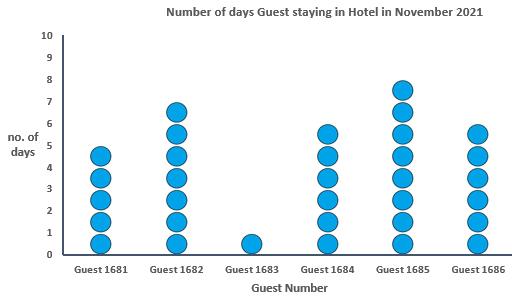 Number of days Guest staying in Hotel in November 2021
10
9
8
7
6
5
4
3
2
1
0
no. of
days
Guest 1681 Guest 1682 Guest 1683 Guest 1684 Guest 1685 Guest 1686
Guest Number